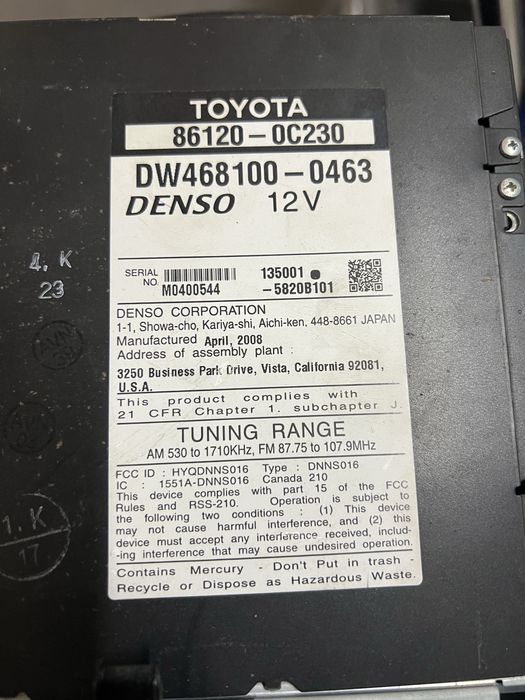 TOYOTA
86120-0C230
DW468100-0463
DENSO 12V
SERIAL NO. M0400544
135001
-5820B101
DENSO CORPORATION
1-1, Showa-cho, Kariya-shi, Aichi-ken, 448-8661 JAPAN
Manufactured April, 2008
Address of assembly plant :
3250 Business Park Drive, Vista, California 92081,
U.S.A.
This product complies with
21 CFR Chapter 1. subchapter J
TUNING RANGE
AM 530 to 1710KHz, FM 87.75 to 107.9MHz
FCC ID : HYQDNNS016 Type : DNNS016
IC : 1551A-DNNS016 Canada 210
This device complies with part 15 of the FCC
Rules and RSS-210. Operation is subject to
the following two conditions : (1) This device
may not cause harmful interference, and (2) this
device must accept any interference received, includ-
-ing interference that may cause undesired operation.
Contains Mercury - Don't Put in trash -
Recycle or Dispose as Hazardous Waste.
4. K
23
1. K
17